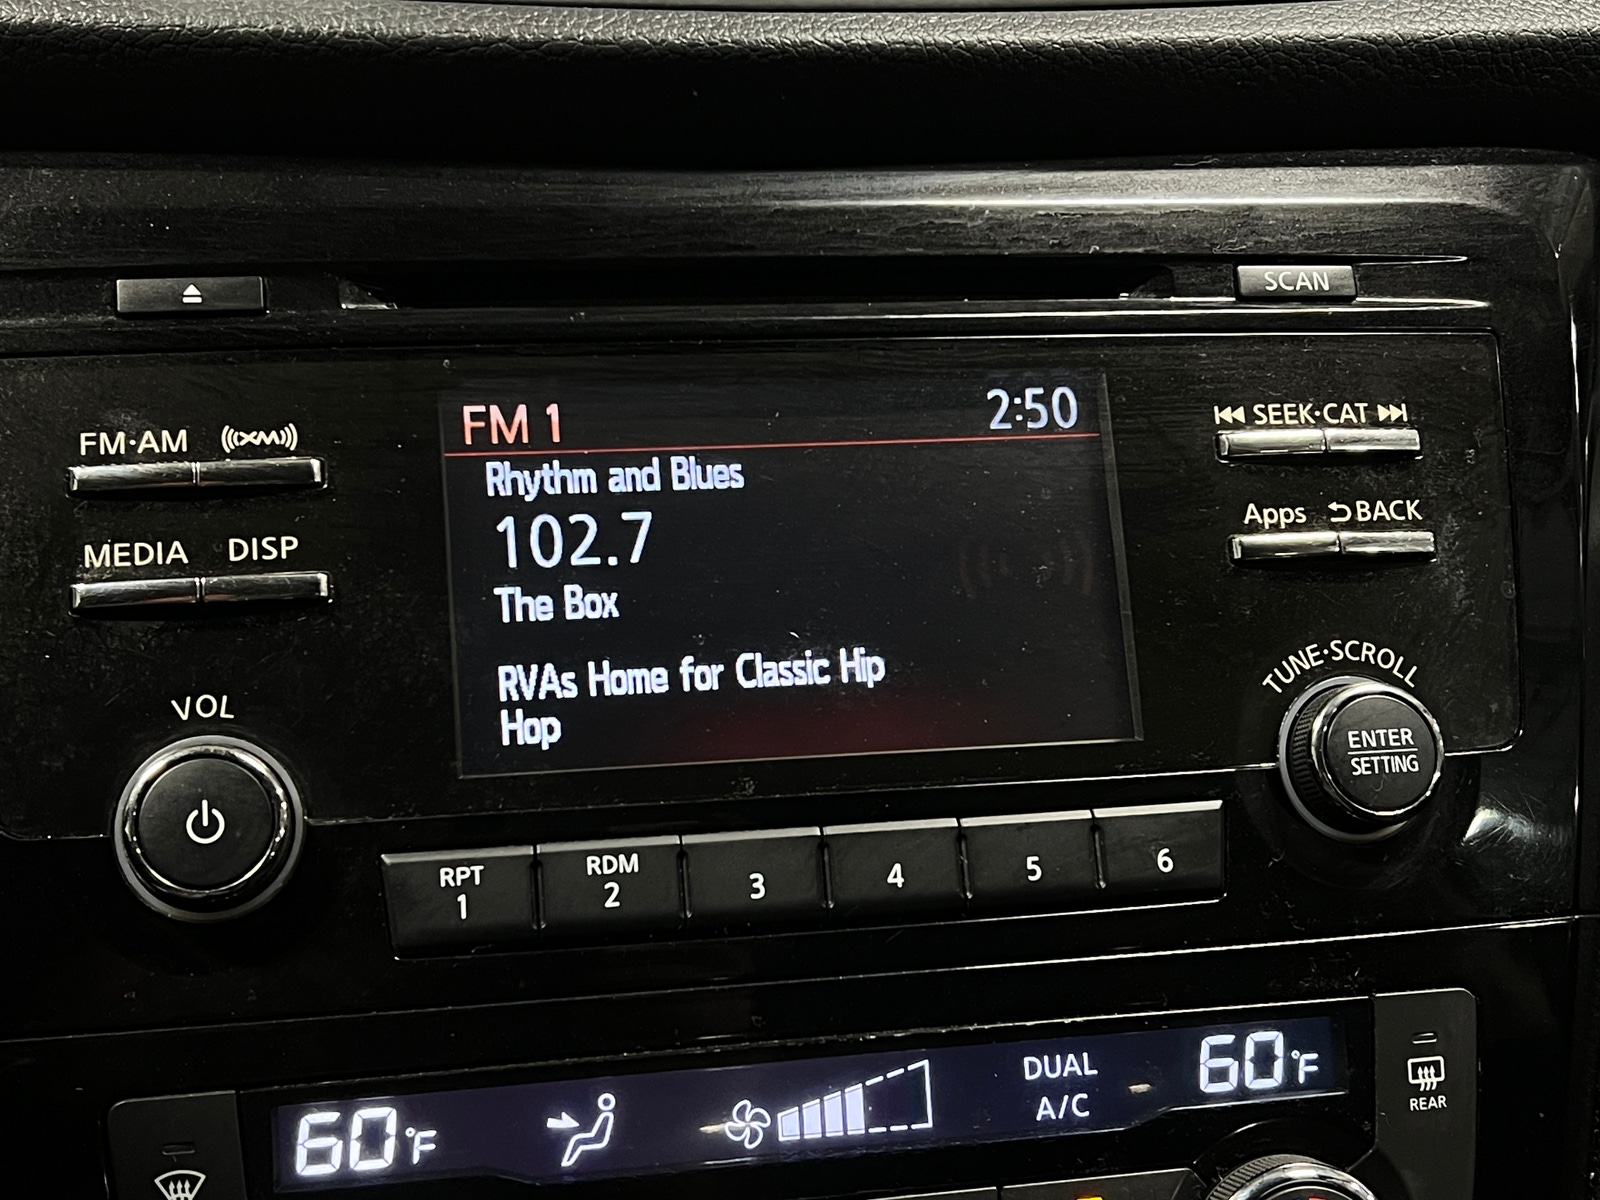 SCAN
FM·AM
XM
FM 1
2:50
SEEK·CAT
Rhythm and Blues
102.7
The Box
RVAs Home for Classic Hip
Hop
MEDIA
DISP
Apps
BACK
VOL
TUNE·SCROLL
ENTER
SETTING
RPT
1
RDM
2
3
4
5
6
60°F
DUAL
A/C
60°F
REAR